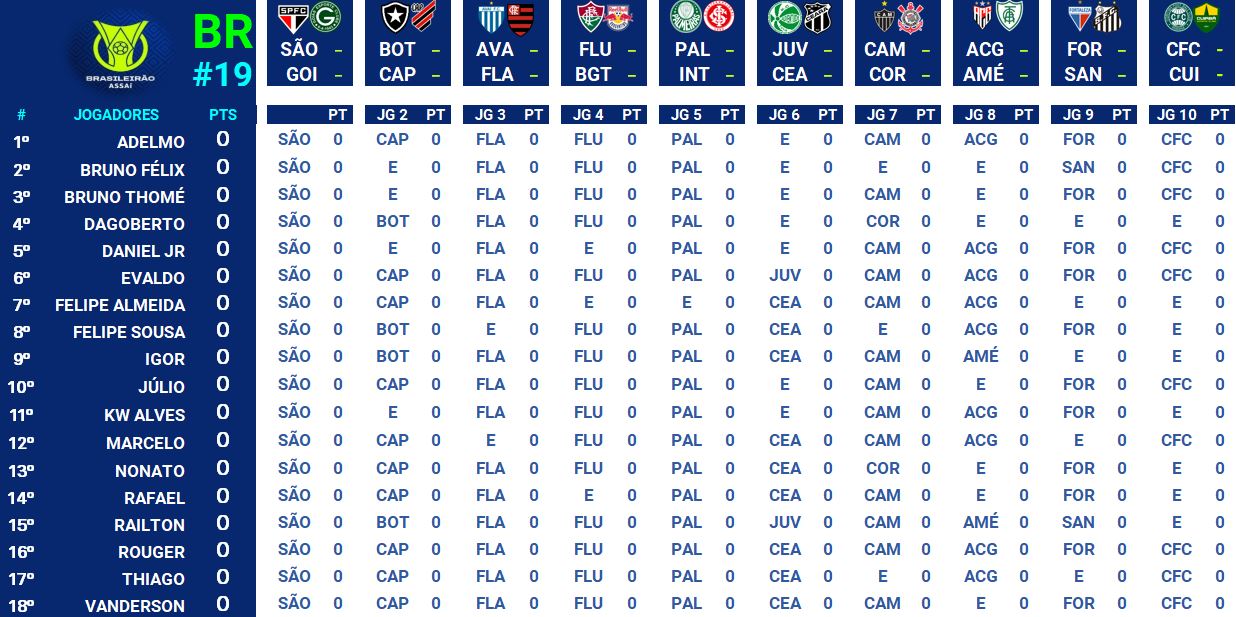 BR SÃO – BOT – AVA – FLU – PAL – JUV – CAM – ACG – FOR – CFC –
#19 GOI – CAP – FLA – BGT – INT – CEA – COR – AMÉ – SAN – CUI –
BRASILEIRÃO
ASSAÍ
# JOGADORES PTS PT JG 2 PT JG 3 PT JG 4 PT JG 5 PT JG 6 PT JG 7 PT JG 8 PT JG 9 PT JG 10 PT
1º ADELMO 0 SÃO 0 CAP 0 FLA 0 FLU 0 PAL 0 E 0 CAM 0 ACG 0 FOR 0 CFC 0
2º BRUNO FÉLIX 0 SÃO 0 E 0 FLA 0 FLU 0 PAL 0 E 0 E 0 E 0 SAN 0 CFC 0
3º BRUNO THOMÉ 0 SÃO 0 E 0 FLA 0 FLU 0 PAL 0 E 0 CAM 0 E 0 FOR 0 CFC 0
4º DAGOBERTO 0 SÃO 0 BOT 0 FLA 0 FLU 0 PAL 0 E 0 COR 0 E 0 E 0 E 0
5º DANIEL JR 0 SÃO 0 E 0 FLA 0 E 0 PAL 0 E 0 CAM 0 ACG 0 FOR 0 CFC 0
6º EVALDO 0 SÃO 0 CAP 0 FLA 0 FLU 0 PAL 0 JUV 0 CAM 0 ACG 0 FOR 0 CFC 0
7º FELIPE ALMEIDA 0 SÃO 0 CAP 0 FLA 0 E 0 E 0 CEA 0 CAM 0 ACG 0 E 0 E 0
8º FELIPE SOUSA 0 SÃO 0 BOT 0 E 0 FLU 0 PAL 0 CEA 0 E 0 ACG 0 FOR 0 E 0
9º IGOR 0 SÃO 0 BOT 0 FLA 0 FLU 0 PAL 0 CEA 0 CAM 0 AMÉ 0 E 0 E 0
10º JÚLIO 0 SÃO 0 CAP 0 FLA 0 FLU 0 PAL 0 E 0 CAM 0 E 0 FOR 0 CFC 0
11º KW ALVES 0 SÃO 0 E 0 FLA 0 FLU 0 PAL 0 E 0 CAM 0 ACG 0 FOR 0 E 0
12º MARCELO 0 SÃO 0 CAP 0 E 0 FLU 0 PAL 0 CEA 0 CAM 0 ACG 0 E 0 CFC 0
13º NONATO 0 SÃO 0 CAP 0 FLA 0 FLU 0 PAL 0 CEA 0 COR 0 E 0 FOR 0 E 0
14º RAFAEL 0 SÃO 0 CAP 0 FLA 0 E 0 PAL 0 CEA 0 CAM 0 E 0 FOR 0 CFC 0
15º RAILTON 0 SÃO 0 BOT 0 FLA 0 FLU 0 PAL 0 JUV 0 CAM 0 AMÉ 0 SAN 0 E 0
16º ROUGER 0 SÃO 0 CAP 0 FLA 0 FLU 0 PAL 0 CEA 0 CAM 0 ACG 0 FOR 0 CFC 0
17º THIAGO 0 SÃO 0 CAP 0 FLA 0 FLU 0 PAL 0 CEA 0 E 0 ACG 0 E 0 CFC 0
18º VANDERSON 0 SÃO 0 CAP 0 FLA 0 FLU 0 PAL 0 CEA 0 CAM 0 E 0 FOR 0 CFC 0